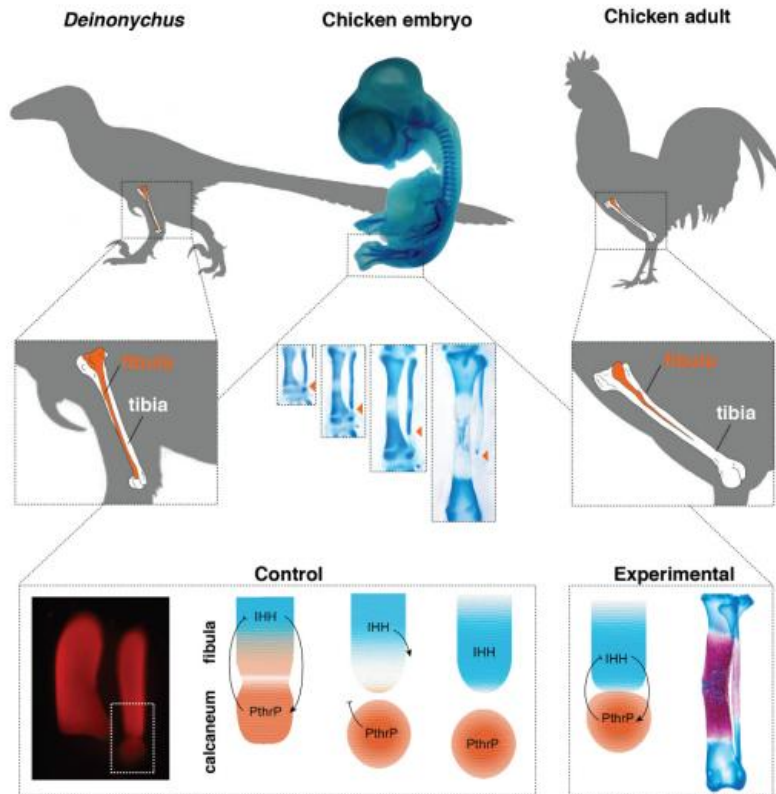 Deinonychus
Chicken embryo
Chicken adult
fibula
tibia
fibula
tibia
Control
Experimental
fibula
calcaneum
IHH
PthrP
IHH
PthrP
IHH
PthrP
IHH
PthrP